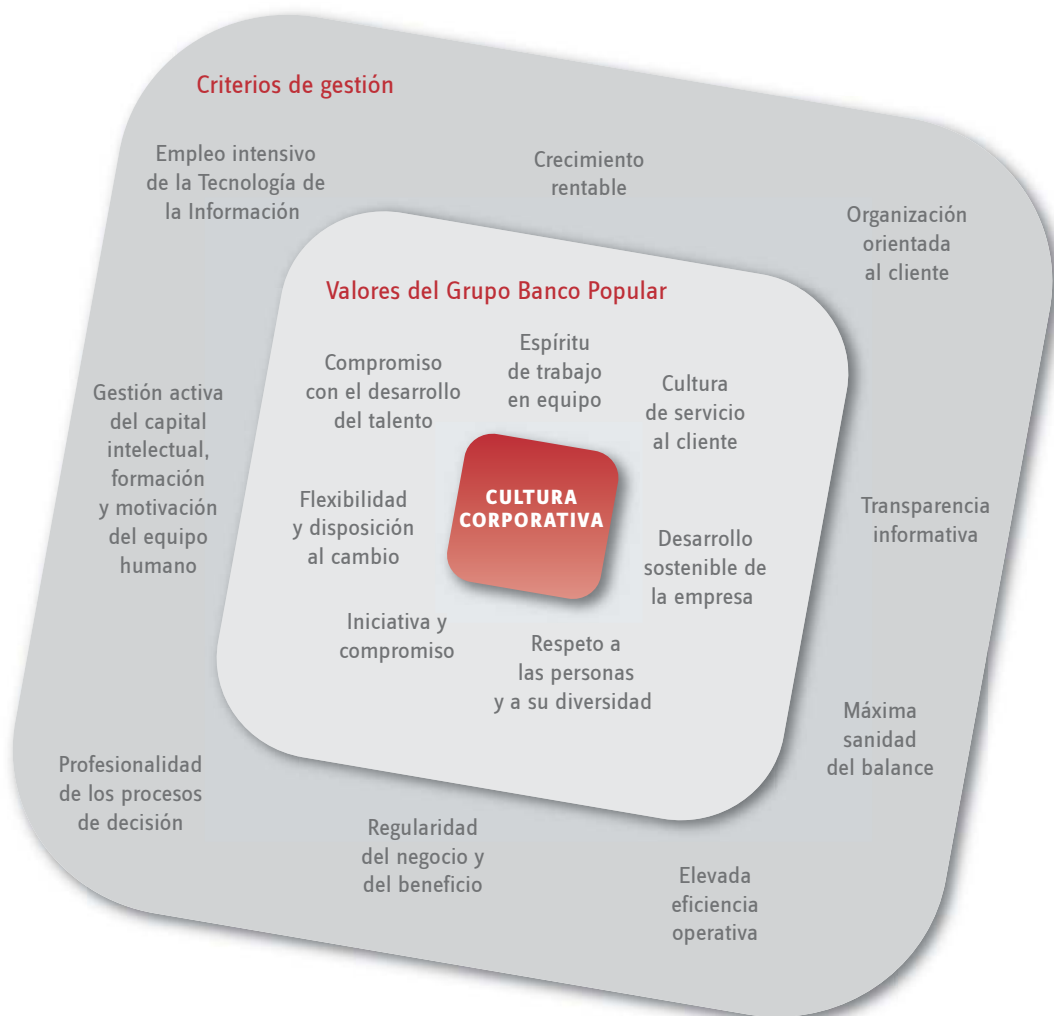 Criterios de gestión
Empleo intensivo
de la Tecnología de
la Información
Crecimiento
rentable
Organización
orientada
al cliente
Transparencia
informativa
Máxima
sanidad
del balance
Elevada
eficiencia
operativa
Regularidad
del negocio y
del beneficio
Profesionalidad
de los procesos
de decisión
Gestión activa
del capital
intelectual,
formación
y motivación
del equipo
humano
Valores del Grupo Banco Popular
Compromiso
con el desarrollo
del talento
Espíritu
de trabajo
en equipo
Cultura
de servicio
al cliente
Desarrollo
sostenible de
la empresa
Respeto a
las personas
y a su diversidad
Iniciativa y
compromiso
Flexibilidad
y disposición
al cambio
CULTURA
CORPORATIVA